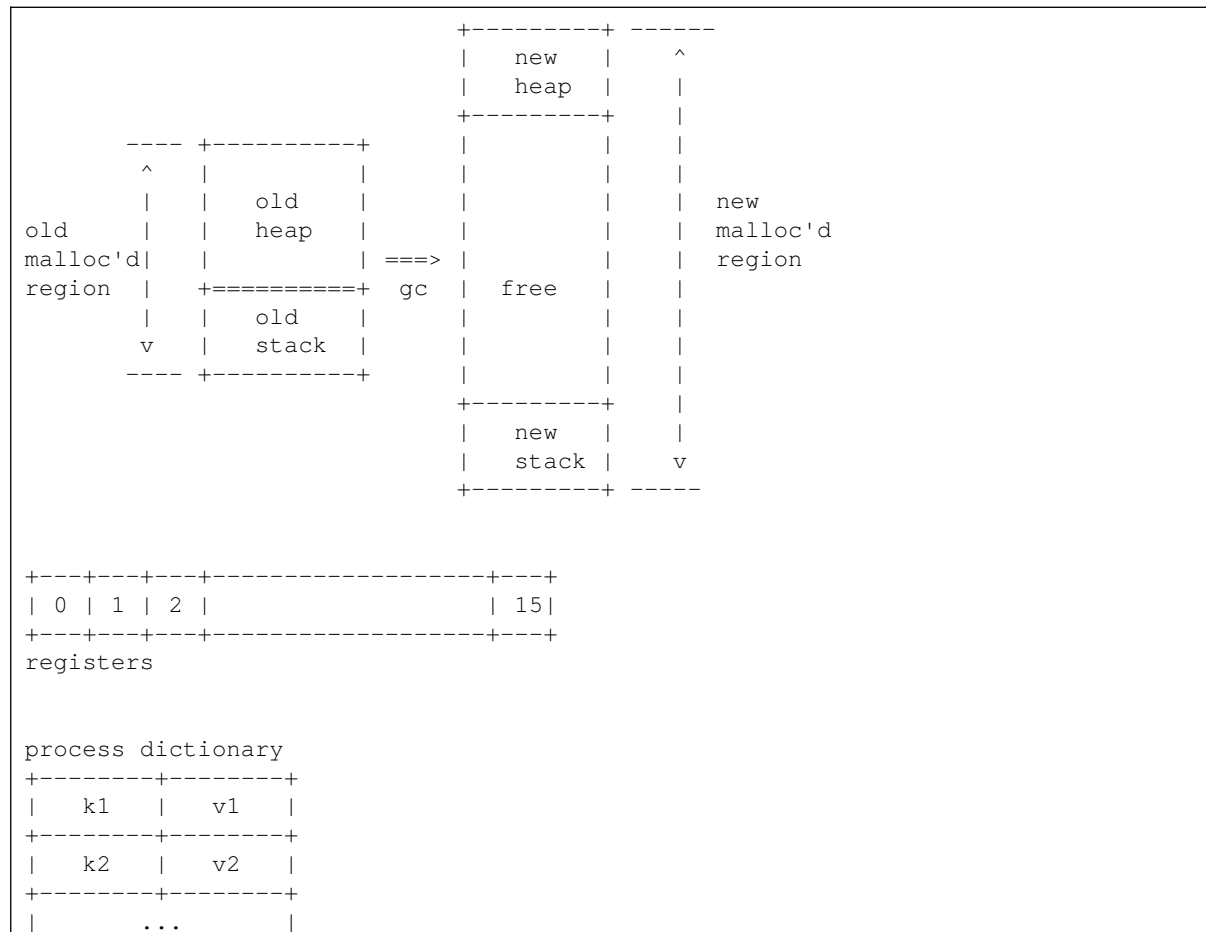 +---------+ ------
                                |   new   |    ^
                                |   heap  |    |
                                +---------+    |
       ---- +----------+      |         |    |
        ^   |          |      |         |    |
        |   |   old    |      |         |    |  new
old     |   |   heap   |      |         |    |  malloc'd
malloc'd|   |          | ===> |         |    |  region
region  |   +==========+  gc  |  free   |    |
        |   |   old    |      |         |    |
        v   |   stack  |      |         |    |
       ---- +----------+      |         |    |
                              +---------+    |
                              |   new   |    |
                              |   stack |    v
                              +---------+ -----
+---+---+---+-------------------+---+
| 0 | 1 | 2 |                   | 15|
+---+---+---+-------------------+---+
registers
process dictionary
+--------+--------+
|   k1   |   v1   |
+--------+--------+
|   k2   |   v2   |
+--------+--------+
|       ...       |